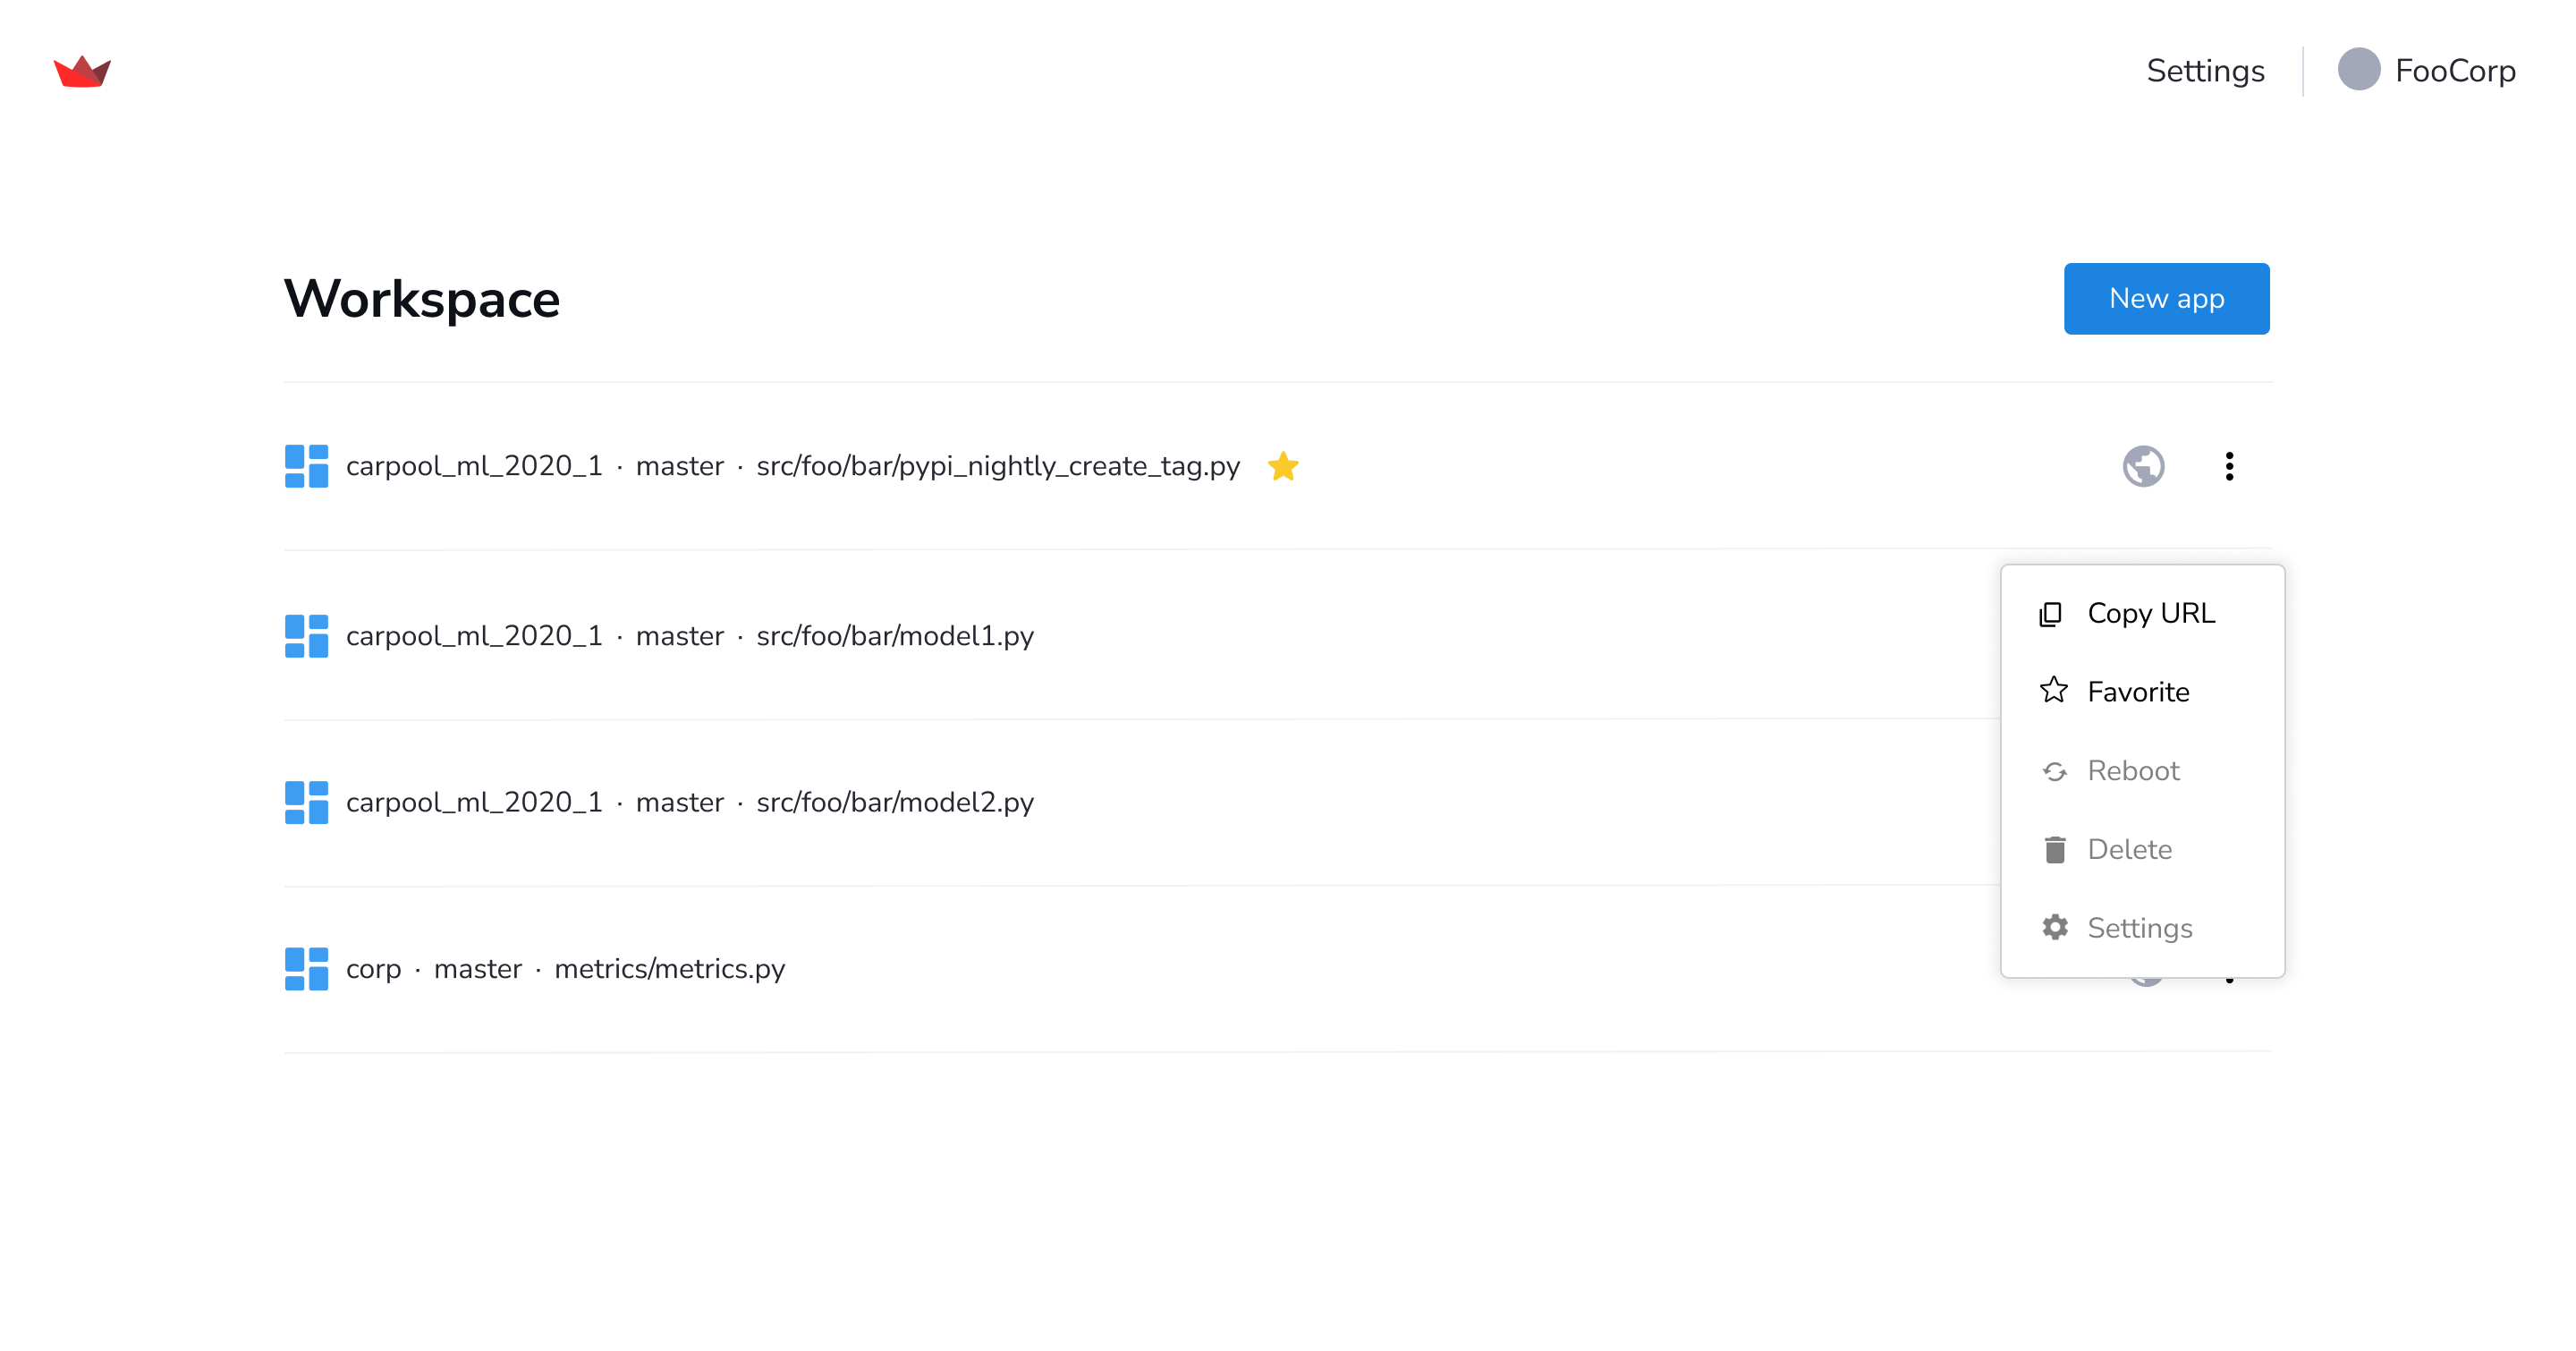 Settings
FooCorp
Workspace
New app
carpool_ml_2020_1 · master · src/foo/bar/pypi_nightly_create_tag.py
carpool_ml_2020_1 · master · src/foo/bar/model1.py
carpool_ml_2020_1 · master · src/foo/bar/model2.py
corp · master · metrics/metrics.py
Copy URL
Favorite
Reboot
Delete
Settings